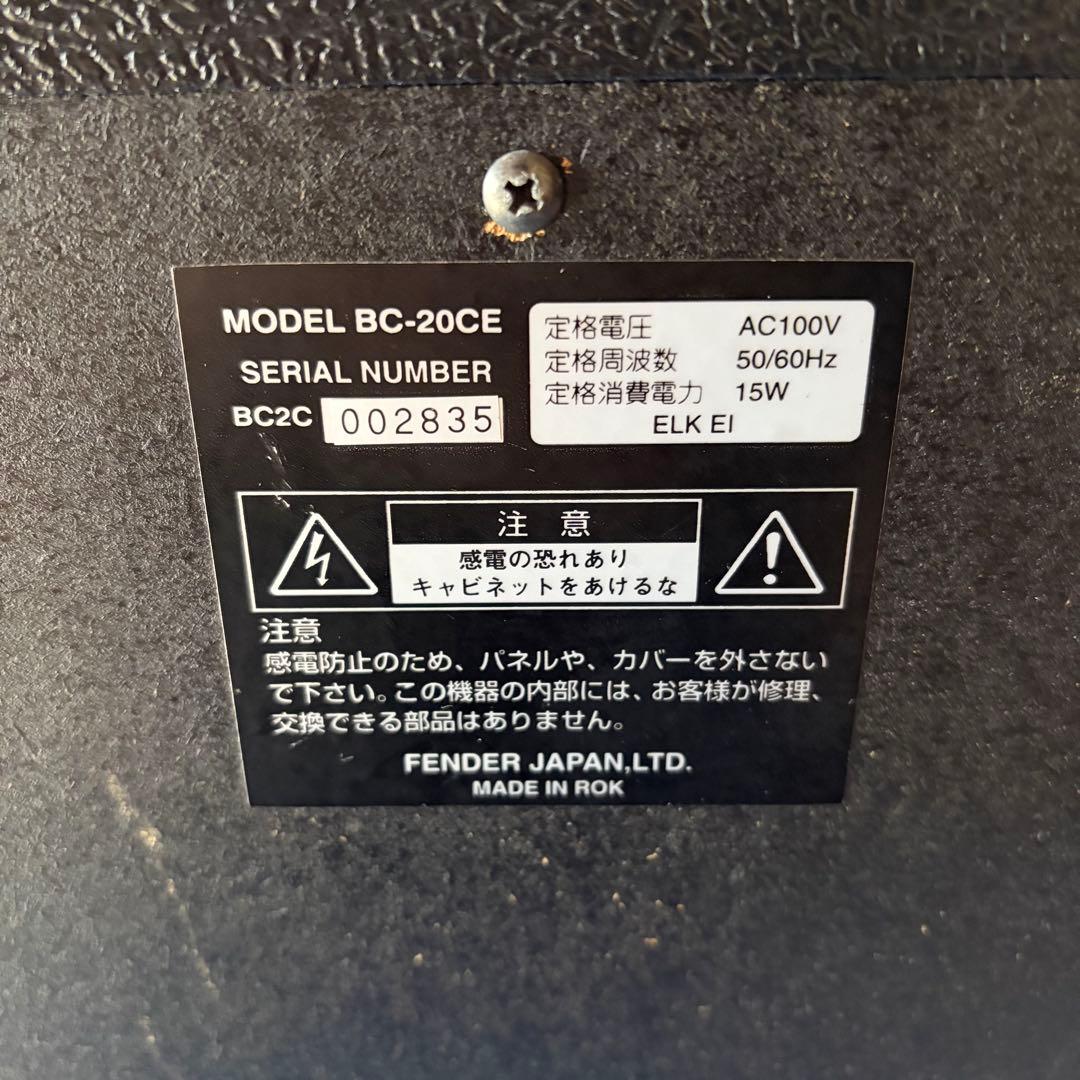 MODEL BC-20CE
SERIAL NUMBER
BC2C 002835
定格電圧 AC100V
定格周波数 50/60Hz
定格消費電力 15W
ELK EI
注 意
感電の恐れあり
キャビネットをあけるな
注意
感電防止のため、パネルや、カバーを外さない
で下さい。この機器の内部には、お客様が修理、
交換できる部品はありません。
FENDER JAPAN,LTD.
MADE IN ROK